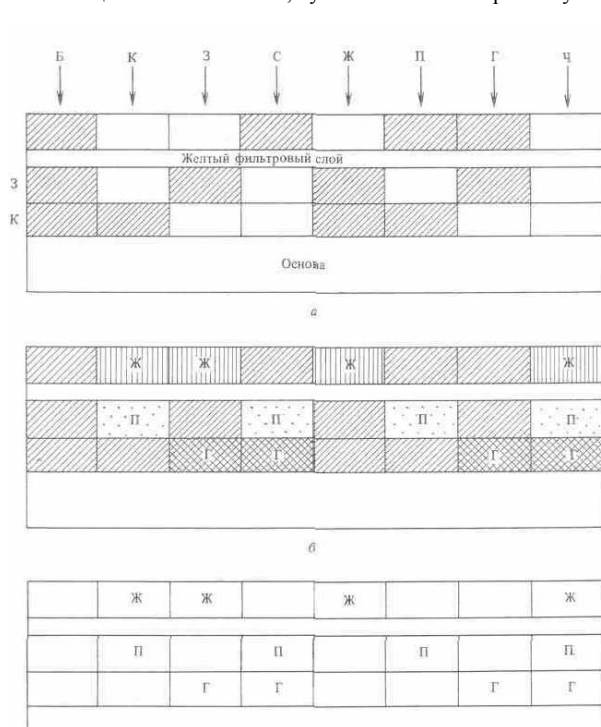 Б К З С Ж П Г Ч
Желтый фильтровый слой
З
К
Основа
а
Ж Ж Ж Ж
П П П П
Г Г Г Г
б
Ж Ж Ж Ж
П П П П
Г Г Г Г